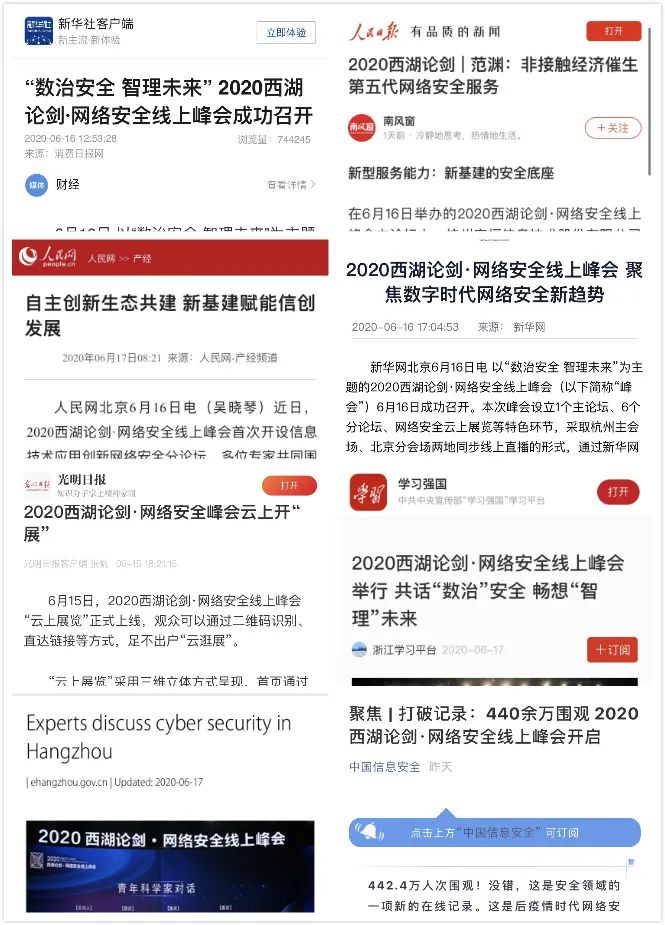 新华社客户端
新主流·新体验
立即体验
“数治安全 智理未来” 2020西湖
论剑·网络安全线上峰会成功召开
2020-06-16 12:53:28
浏览量：744245
来源：消费日报网
媒体
财经
查看详情
6月16日 以“数治安全 智理未来”为主题
人民网
people.cn
人民网 >> 产经
自主创新生态共建 新基建赋能信创
发展
2020年06月17日08:21 来源：人民网-产经频道
人民网北京6月16日电（吴晓琴）近日，
2020西湖论剑·网络安全线上峰会首次开设信息
技术应用创新网络安全分论坛，多位专家共同围
光明日报
光明日报
知识分子掌上精神家园
打开
2020西湖论剑·网络安全峰会云上开“
展”
光明日报客户端 06-15 18:21:15
6月15日，2020西湖论剑·网络安全线上峰会
“云上展览”正式上线，观众可以通过二维码识别、
直达链接等方式，足不出户“云逛展”。
“云上展览”采用三维立体方式呈现，首页通过
Experts discuss cyber security in
Hangzhou
| ehangzhou.gov.cn | Updated: 2020-06-17
2020 西湖论剑·网络安全线上峰会
青年科学家对话
人民日报
有品质的新闻
打开
2020西湖论剑 | 范渊：非接触经济催生
第五代网络安全服务
南风窗
南风窗
1天前 · 冷静地思考，热情地生活。
＋关注
新型服务能力：新基建的安全底座
在6月16日举办的2020西湖论剑·网络安全线上
2020西湖论剑·网络安全线上峰会 聚
焦数字时代网络安全新趋势
2020-06-16 17:04:53 来源： 新华网
新华网北京6月16日电 以“数治安全 智理未来”为主
题的2020西湖论剑·网络安全线上峰会（以下简称“峰
会”）6月16日成功召开。本次峰会设立1个主论坛、6个
分论坛、网络安全云上展览等特色环节，采取杭州主会
场、北京分会场两地同步线上直播的形式，通过新华网
学习
学习强国
中共中央宣传部“学习强国”学习平台
打开
2020西湖论剑·网络安全线上峰会
举行 共话“数治”安全 畅想“智
理”未来
浙江学习平台 2020-06-17
＋订阅
聚焦 | 打破记录：440余万围观 2020
西湖论剑·网络安全线上峰会开启
中国信息安全 昨天
点击上方“中国信息安全” 可订阅
442.4万人次围观！没错，这是安全领域的
一项新的在线记录。这是后疫情时代网络安